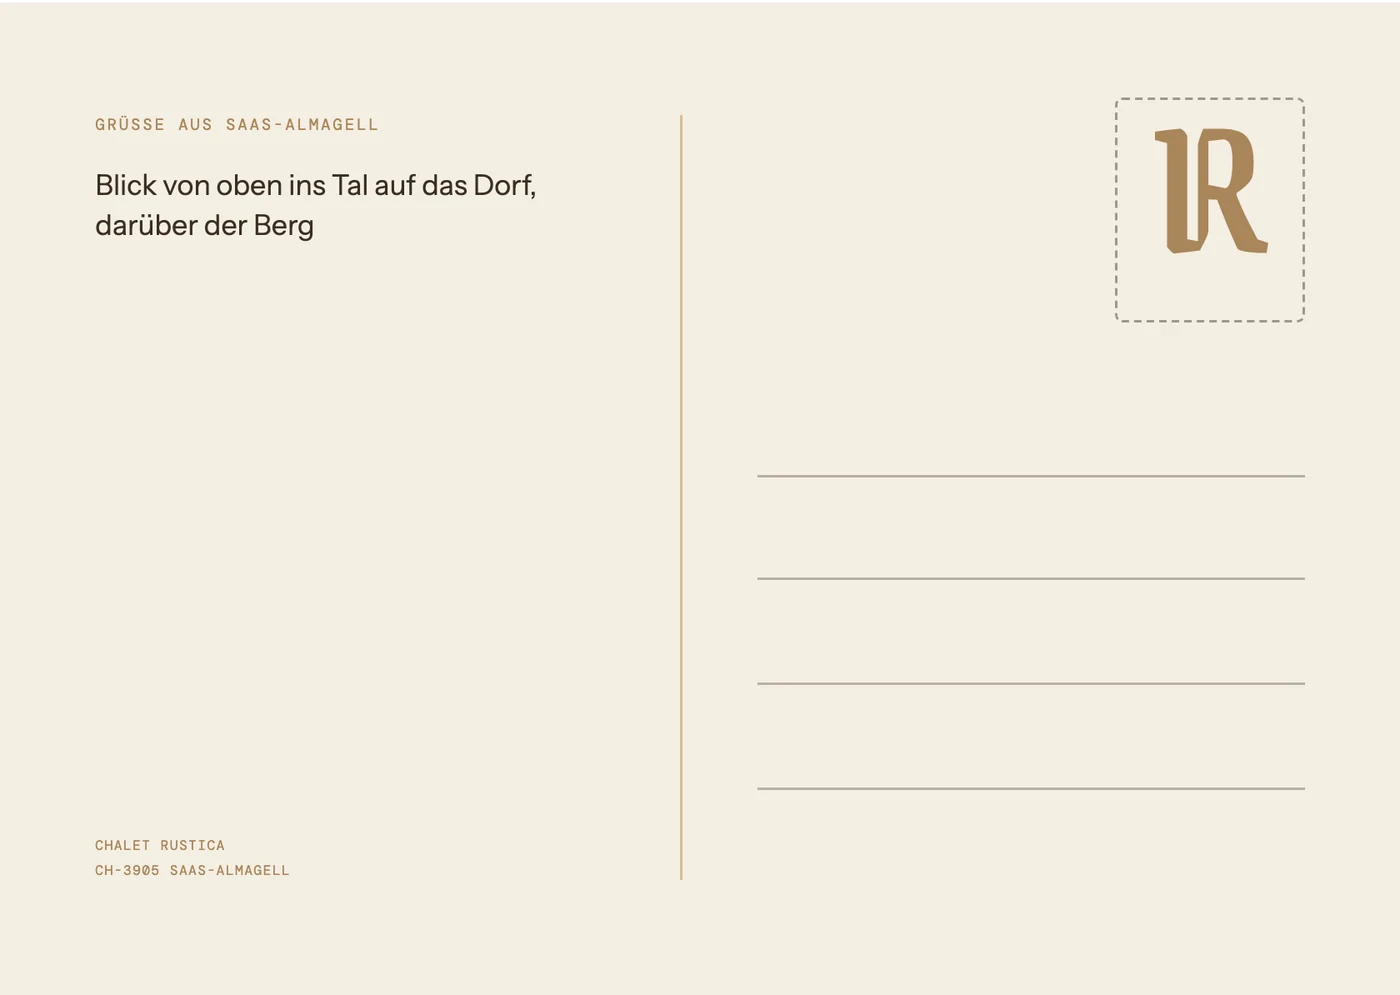 GRÜSSE AUS SAAS-ALMAGELL
Blick von oben ins Tal auf das Dorf,
darüber der Berg
R
CHALET RUSTICA
CH-3905 SAAS-ALMAGELL